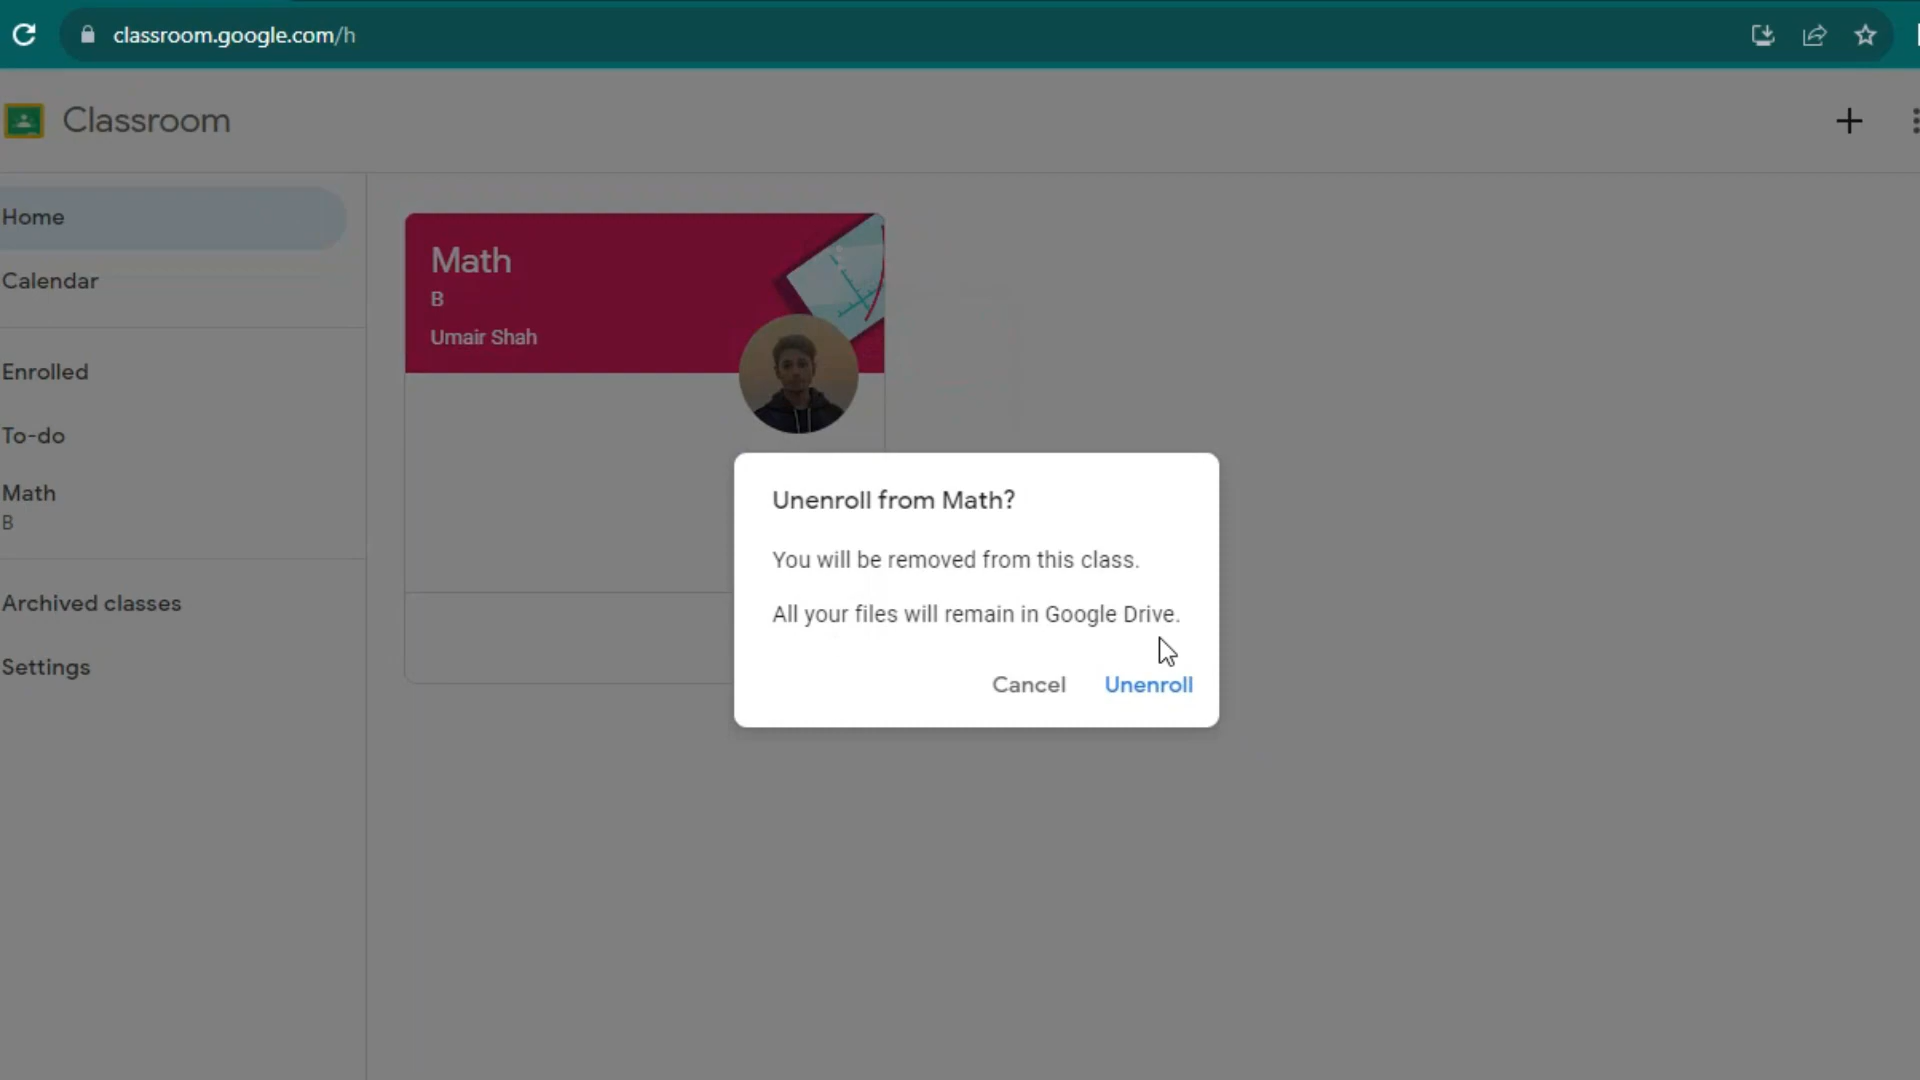 classroom.google.com/h
Classroom
Home
Calendar
Enrolled
To-do
Math
B
Archived classes
Settings
Math
B
Umair Shah
Unenroll from Math?
You will be removed from this class.
All your files will remain in Google Drive.
Cancel Unenroll